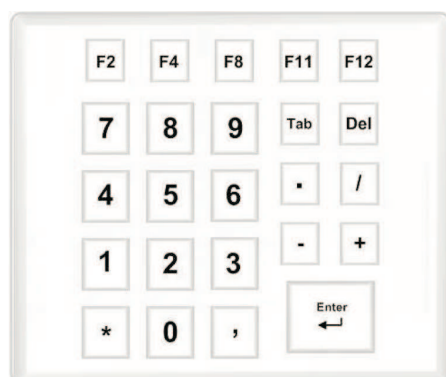 F2 F4 F8 F11 F12
7 8 9 Tab Del
4 5 6 . /
1 2 3 - +
* 0 , Enter